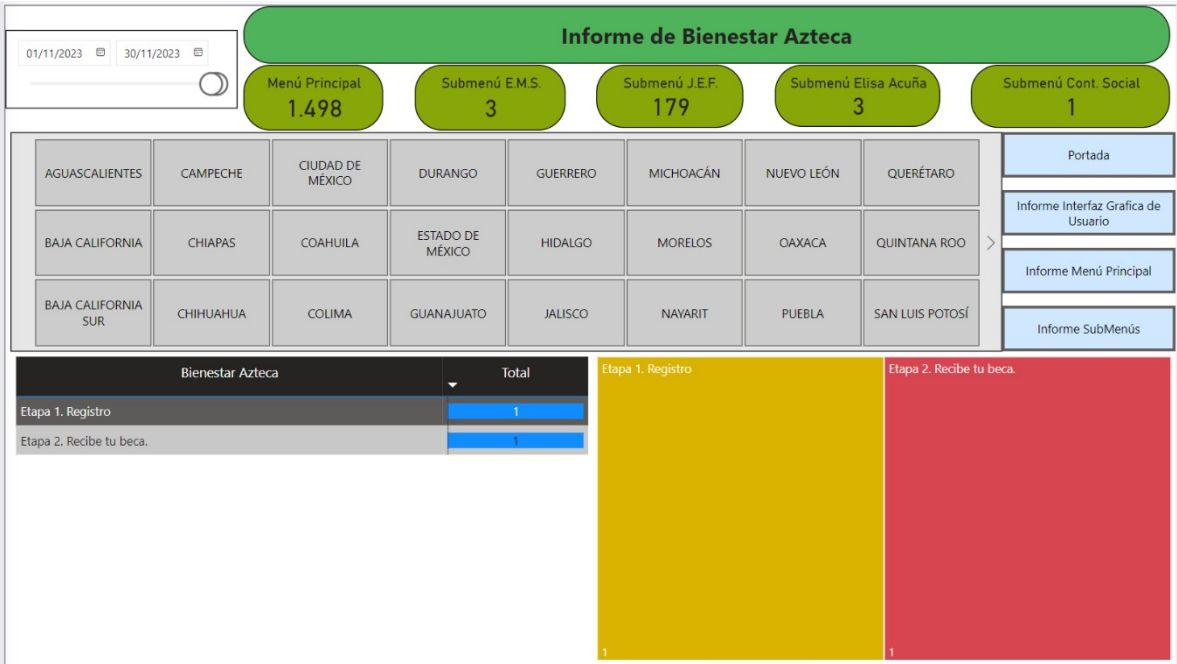 Informe de Bienestar Azteca
01/11/2023
30/11/2023
Menú Principal
1.498
Submenú E.M.S.
3
Submenú J.E.F.
179
Submenú Elisa Acuña
3
Submenú Cont. Social
1
AGUASCALIENTES
CAMPECHE
CIUDAD DE
MÉXICO
DURANGO
GUERRERO
MICHOACÁN
NUEVO LEÓN
QUERÉTARO
BAJA CALIFORNIA
CHIAPAS
COAHUILA
ESTADO DE
MÉXICO
HIDALGO
MORELOS
OAXACA
QUINTANA ROO
BAJA CALIFORNIA
SUR
CHIHUAHUA
COLIMA
GUANAJUATO
JALISCO
NAYARIT
PUEBLA
SAN LUIS POTOSÍ
Portada
Informe Interfaz Grafica de
Usuario
Informe Menú Principal
Informe SubMenús
Bienestar Azteca
Total
Etapa 1. Registro
1
Etapa 2. Recibe tu beca.
1
Etapa 1. Registro
1
Etapa 2. Recibe tu beca.
1